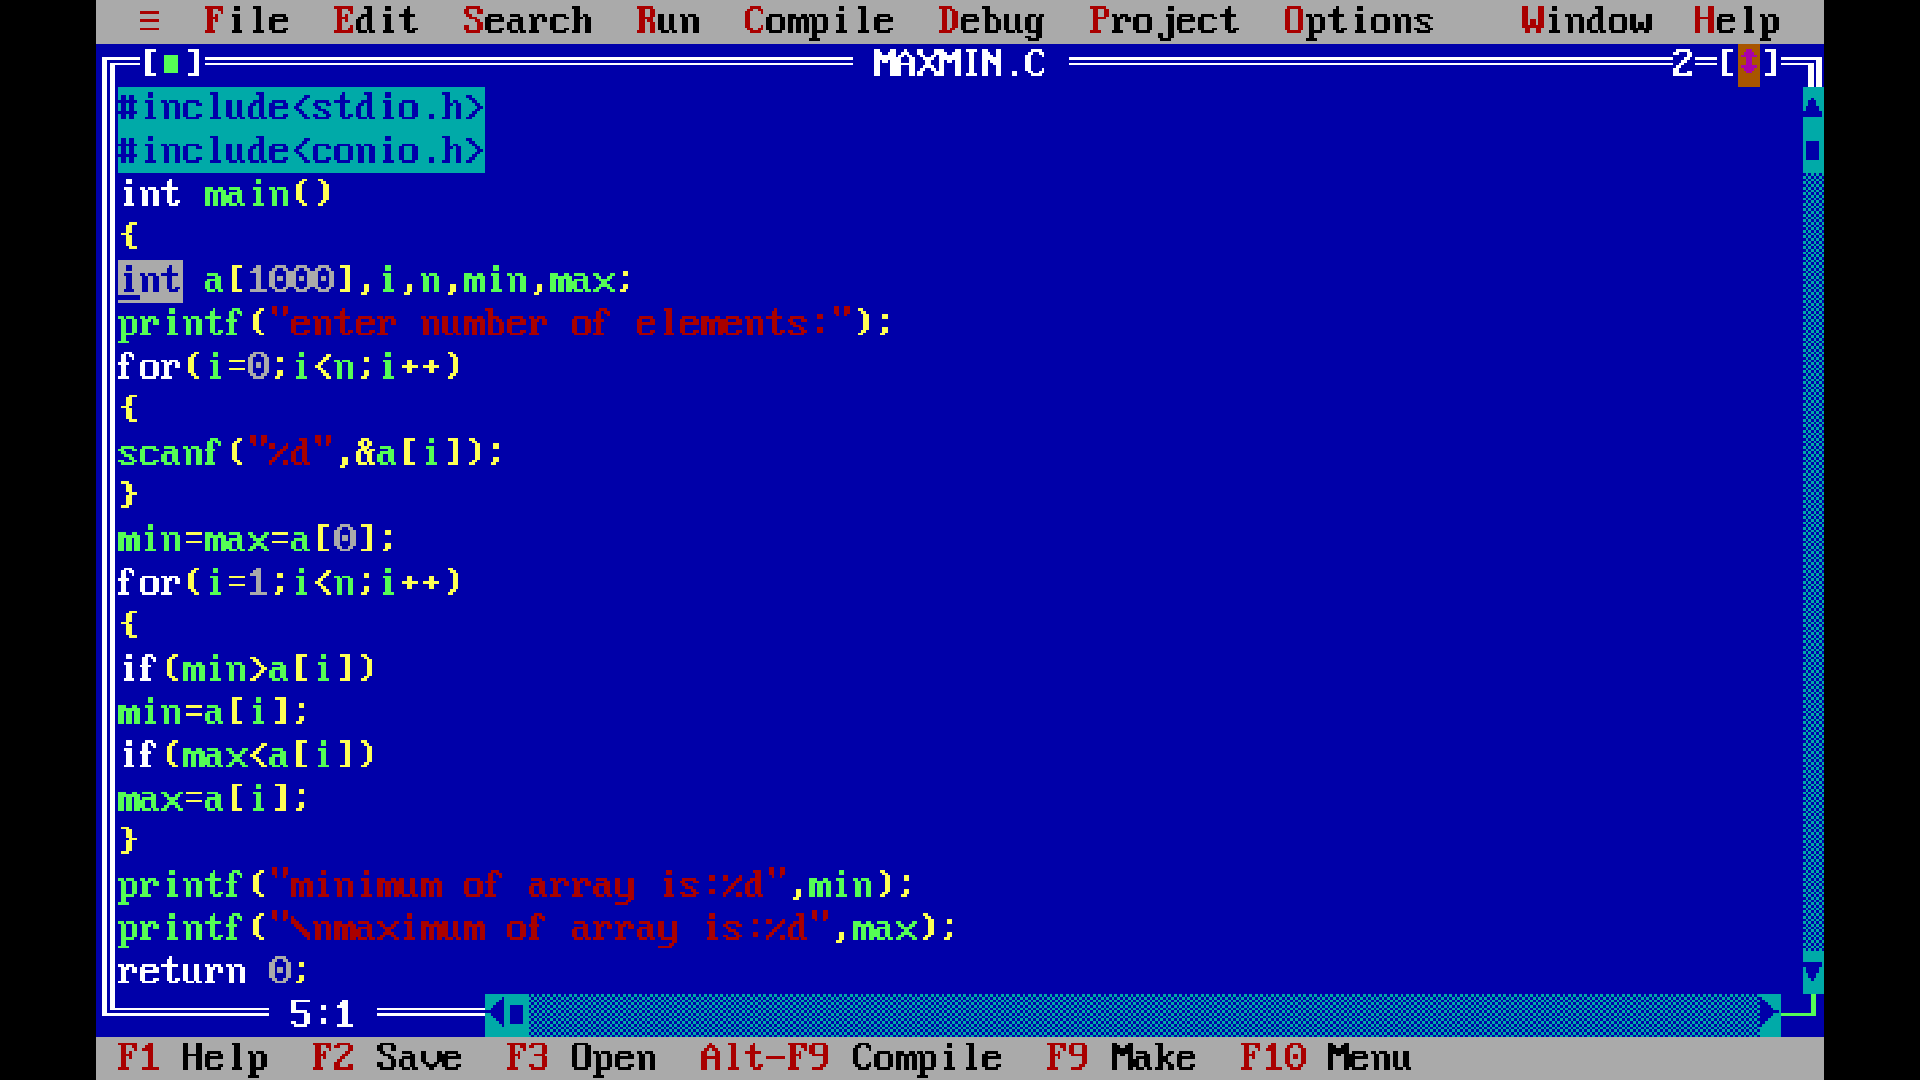 ≡ File Edit Search Run Compile Debug Project Options Window Help
[■] MAXMIN.C 2=[↕]
#include<stdio.h>
#include<conio.h>
int main()
{
int a[1000],i,n,min,max;
printf("enter number of elements:");
for(i=0;i<n;i++)
{
scanf("%d",&a[i]);
}
min=max=a[0];
for(i=1;i<n;i++)
{
if(min>a[i])
min=a[i];
if(max<a[i])
max=a[i];
}
printf("minimum of array is:%d",min);
printf("\nmaximum of array is:%d",max);
return 0;
5:1
F1 Help F2 Save F3 Open Alt-F9 Compile F9 Make F10 Menu